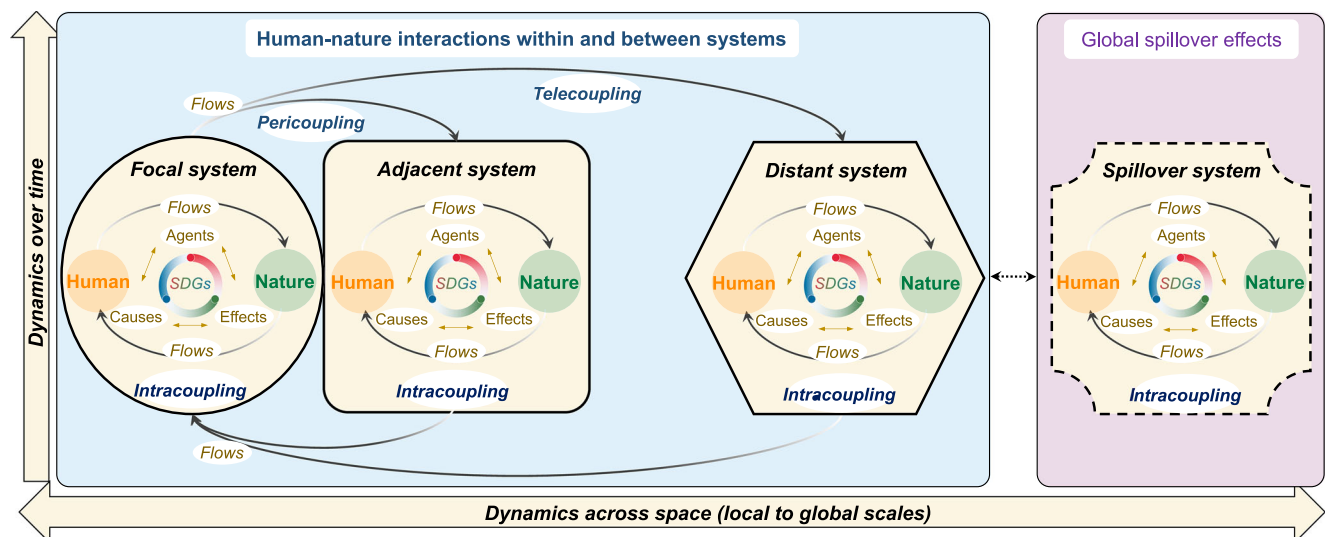 Human-nature interactions within and between systems
Global spillover effects
Flows
Telecoupling
Pericoupling
Dynamics over time
Focal system
Flows
Agents
Human
SDGs
Nature
Causes
Effects
Flows
Intracoupling
Adjacent system
Flows
Agents
Human
SDGs
Nature
Causes
Effects
Flows
Intracoupling
Distant system
Flows
Agents
Human
SDGs
Nature
Causes
Effects
Flows
Intracoupling
Spillover system
Flows
Agents
Human
SDGs
Nature
Causes
Effects
Flows
Intracoupling
Flows
Dynamics across space (local to global scales)